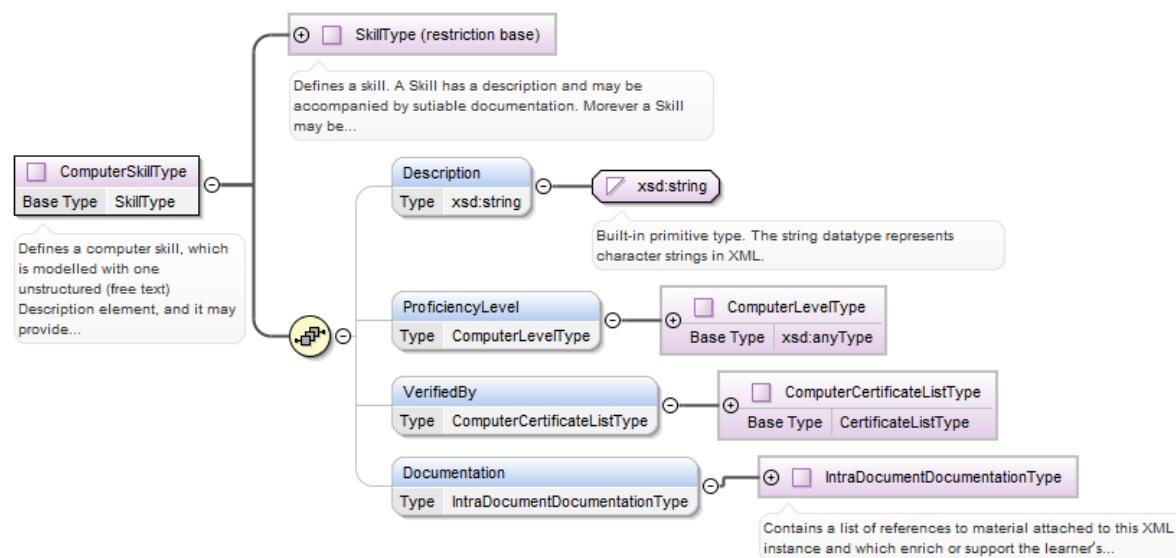 SkillType (restriction base)
Defines a skill. A Skill has a description and may be
accompanied by sutiable documentation. Morever a Skill
may be...
ComputerSkillType
Base Type SkillType
Defines a computer skill, which
is modelled with one
unstructured (free text)
Description element, and it may
provide...
Description
Type xsd:string
xsd:string
Built-in primitive type. The string datatype represents
character strings in XML.
ProficiencyLevel
Type ComputerLevelType
ComputerLevelType
Base Type xsd:anyType
VerifiedBy
Type ComputerCertificateListType
ComputerCertificateListType
Base Type CertificateListType
Documentation
Type IntraDocumentDocumentationType
IntraDocumentDocumentationType
Contains a list of references to material attached to this XML
instance and which enrich or support the learner's...